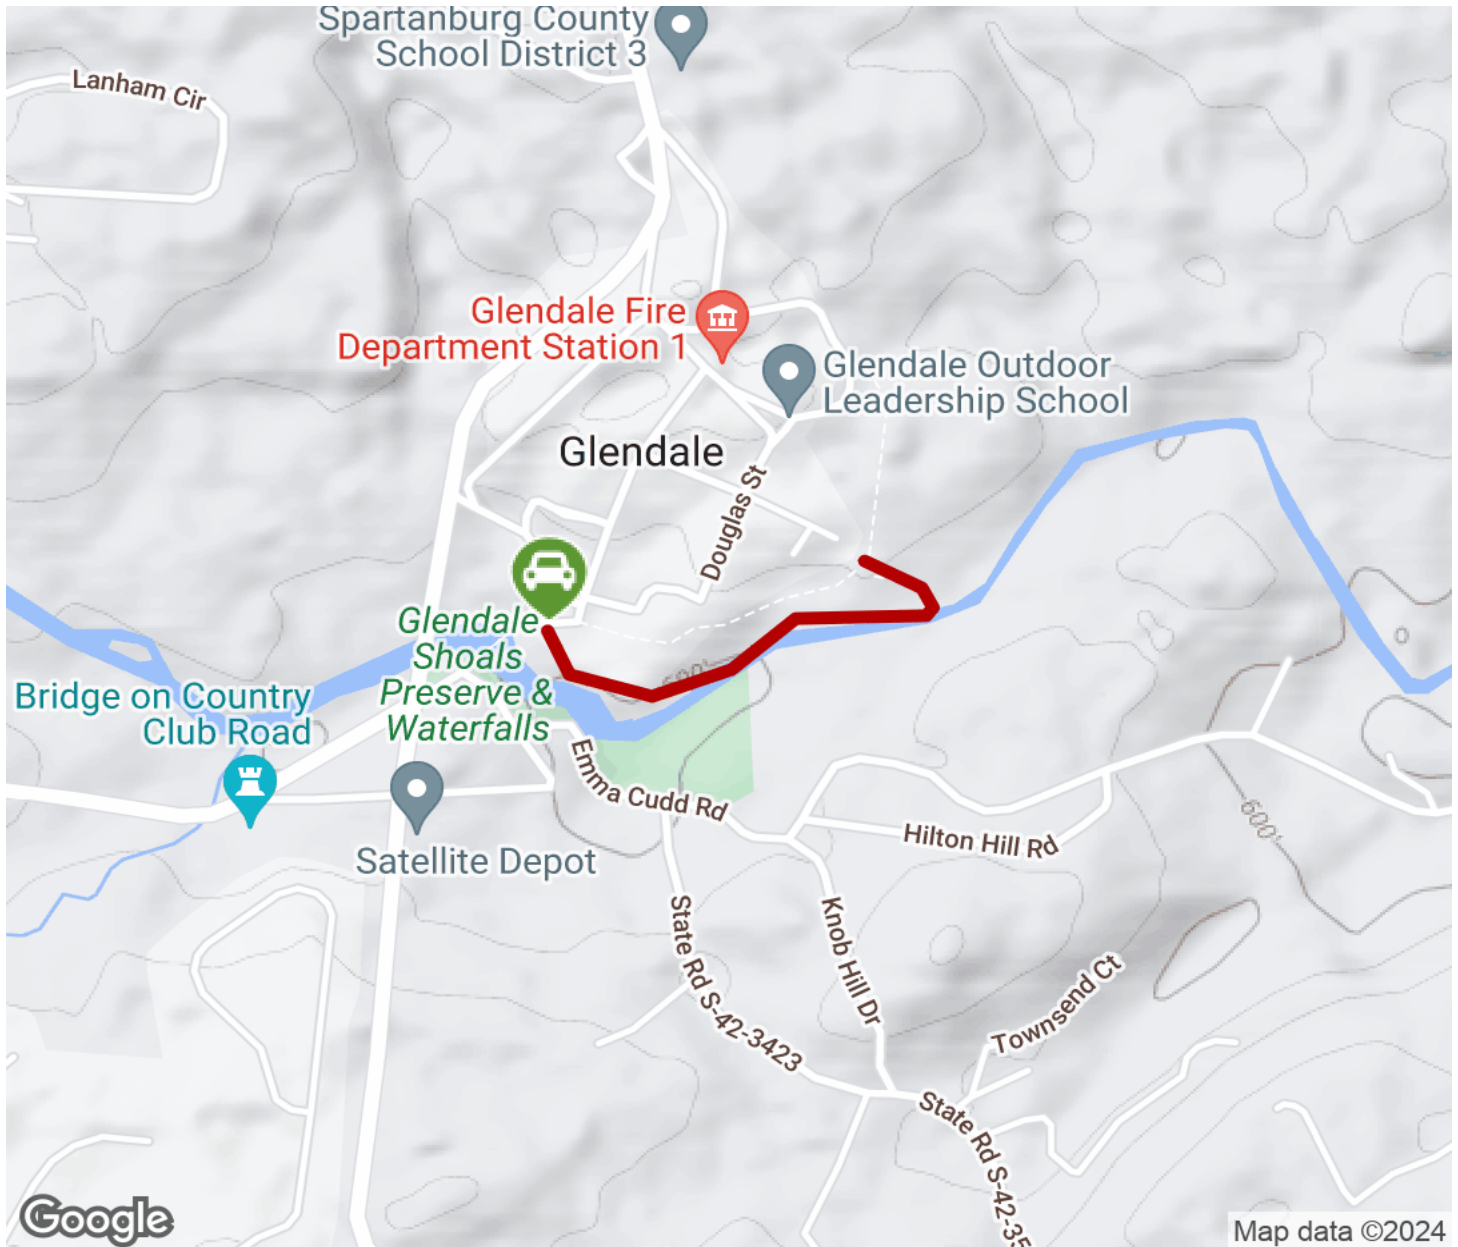 Spartanburg County
School District 3
Lanham Cir
Glendale Fire
Department Station 1
Glendale Outdoor
Leadership School
Glendale
Douglas St
Glendale
Shoals
Preserve &
Waterfalls
600'
Bridge on Country
Club Road
Emma Cudd Rd
Satellite Depot
Hilton Hill Rd
600'
State Rd S-42-3423
Knob Hill Dr
Townsend Ct
State Rd S-42-35
Google
Map data ©2024